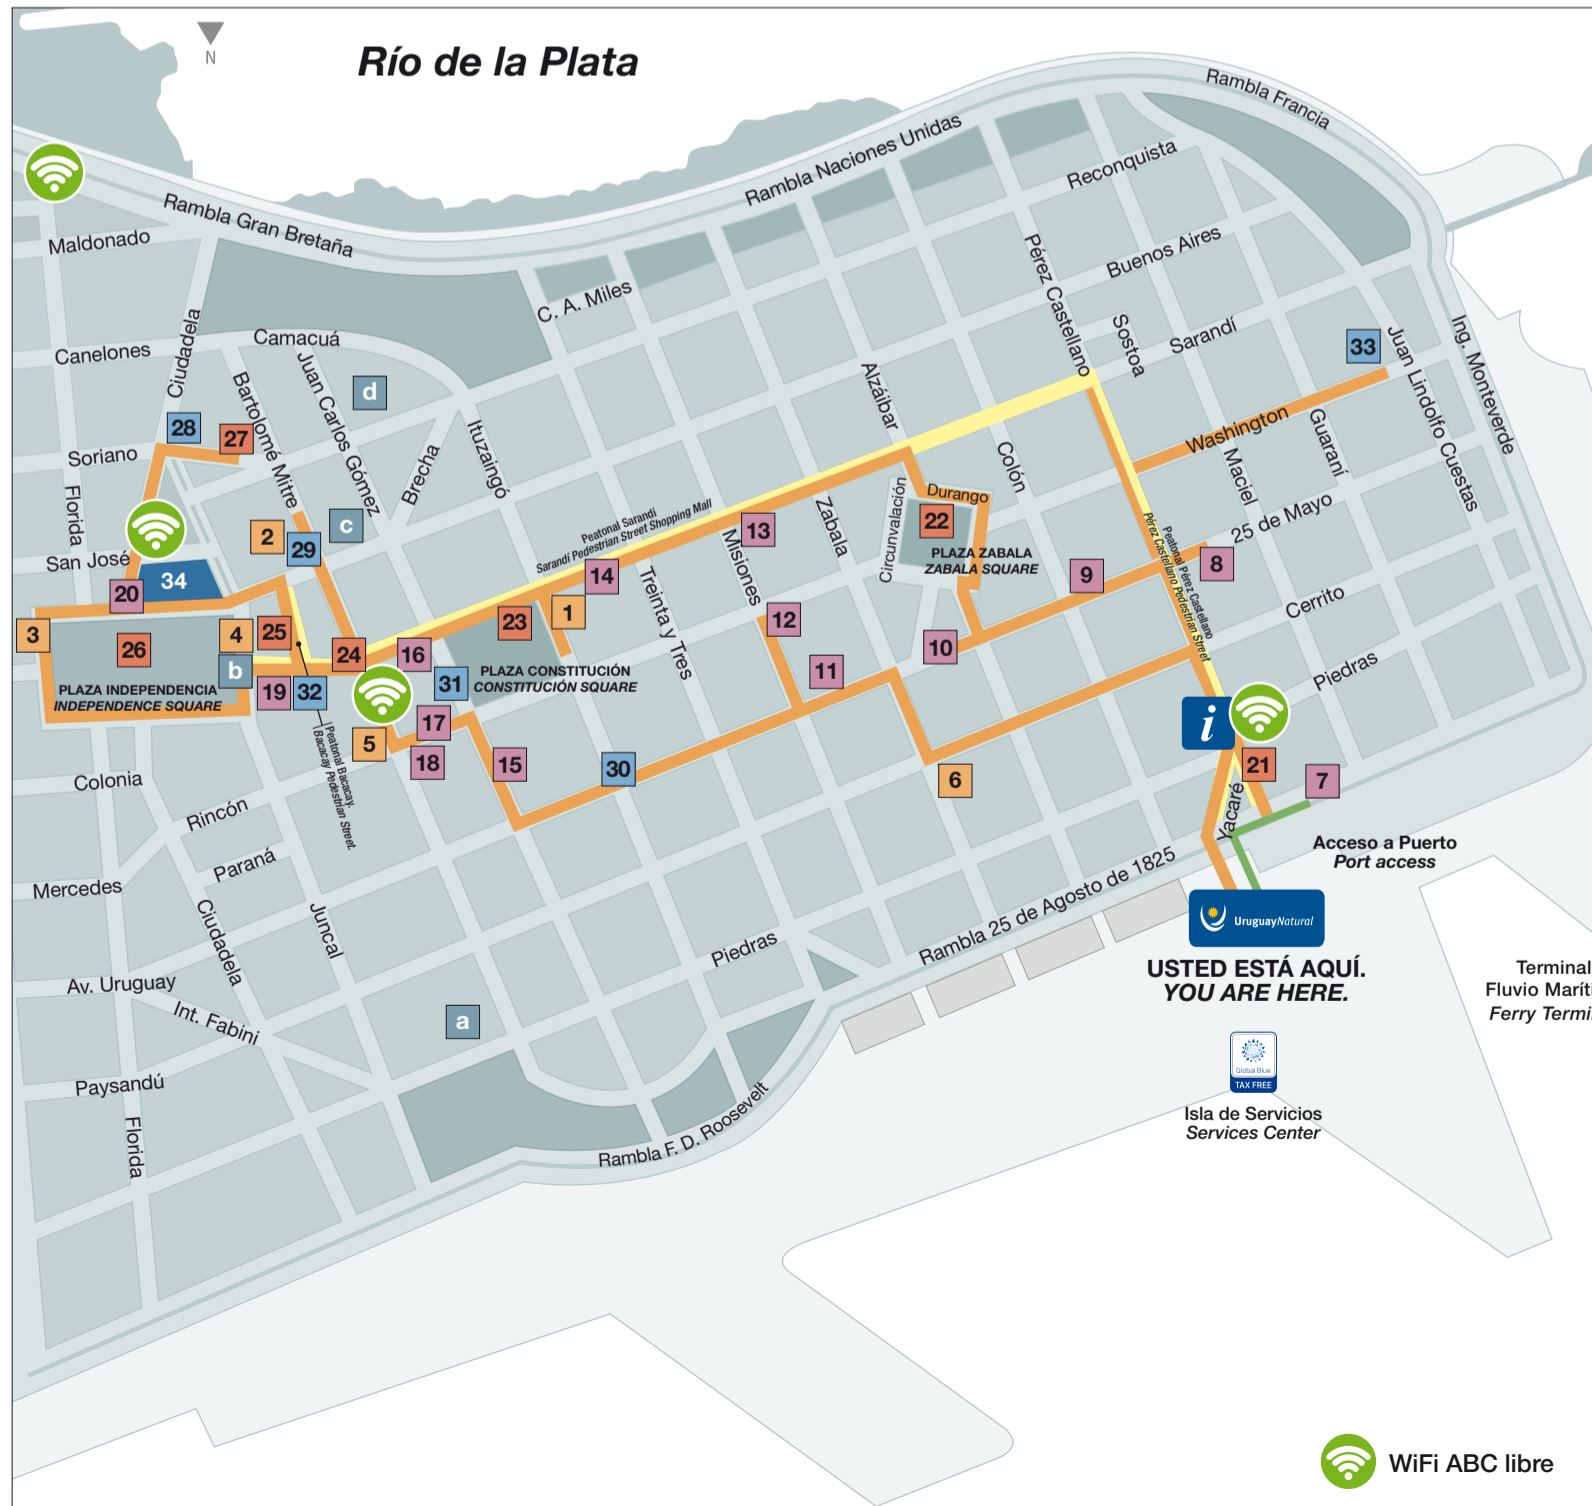 N
Río de la Plata
Rambla Francia
Rambla Naciones Unidas
Reconquista
Rambla Gran Bretaña
Maldonado
Pérez Castellano
Buenos Aires
C. A. Miles
Ciudadela
Camacuá
Canelones
Juan Carlos Gómez
Bartolomé Mitre
d
Sostoa
Sarandí
33
Juan Lindolfo Cuestas
Ing. Monteverde
Alzáibar
28
27
Soriano
Ituzaingó
Brecha
Colón
Washington
Guaraní
Maciel
Florida
2
29
c
Peatonal Sarandí
Sarandí Pedestrian Street Shopping Mall
13
Zabala
Misiones
Circunvalación
Durango
22
PLAZA ZABALA
ZABALA SQUARE
Peatonal Pérez Castellano
Pérez Castellano Pedestrian Street
25 de Mayo
San José
34
20
14
Treinta y Tres
9
8
Cerrito
3
26
4
25
24
16
23
1
12
10
11
b
PLAZA INDEPENDENCIA
INDEPENDENCE SQUARE
19
32
31
PLAZA CONSTITUCIÓN
CONSTITUCIÓN SQUARE
Piedras
Peatonal Bacacay.
Bacacay Pedestrian Street.
5
17
18
15
30
6
i
21
7
Yacaré
Colonia
Rincón
Paraná
Mercedes
Ciudadela
Juncal
Acceso a Puerto
Port access
Rambla 25 de Agosto de 1825
Piedras
UruguayNatural
USTED ESTÁ AQUÍ.
YOU ARE HERE.
Terminal
Fluvio Maríti
Ferry Termi
Av. Uruguay
Int. Fabini
a
Global Blue
TAX FREE
Isla de Servicios
Services Center
Paysandú
Florida
Rambla F. D. Roosevelt
WiFi ABC libre